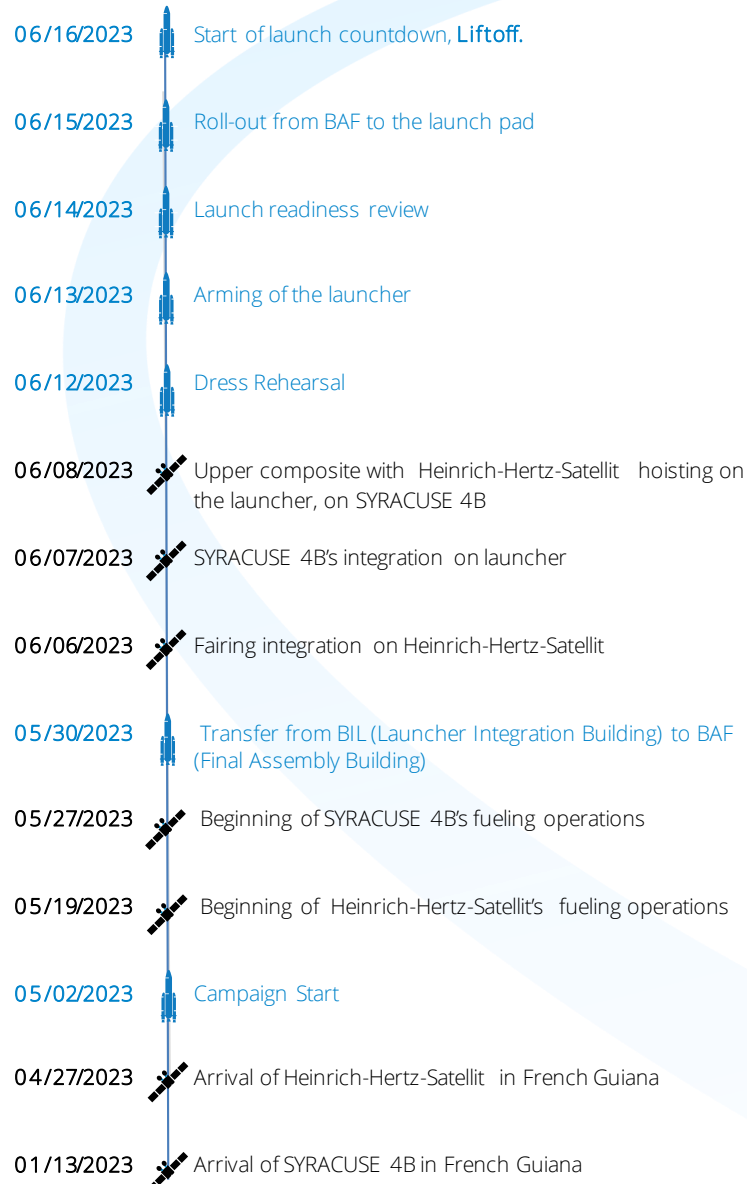 06/16/2023 Start of launch countdown, Liftoff.
06/15/2023 Roll-out from BAF to the launch pad
06/14/2023 Launch readiness review
06/13/2023 Arming of the launcher
06/12/2023 Dress Rehearsal
06/08/2023 Upper composite with Heinrich-Hertz-Satellit hoisting on
the launcher, on SYRACUSE 4B
06/07/2023 SYRACUSE 4B’s integration on launcher
06/06/2023 Fairing integration on Heinrich-Hertz-Satellit
05/30/2023 Transfer from BIL (Launcher Integration Building) to BAF
(Final Assembly Building)
05/27/2023 Beginning of SYRACUSE 4B’s fueling operations
05/19/2023 Beginning of Heinrich-Hertz-Satellit’s fueling operations
05/02/2023 Campaign Start
04/27/2023 Arrival of Heinrich-Hertz-Satellit in French Guiana
01/13/2023 Arrival of SYRACUSE 4B in French Guiana